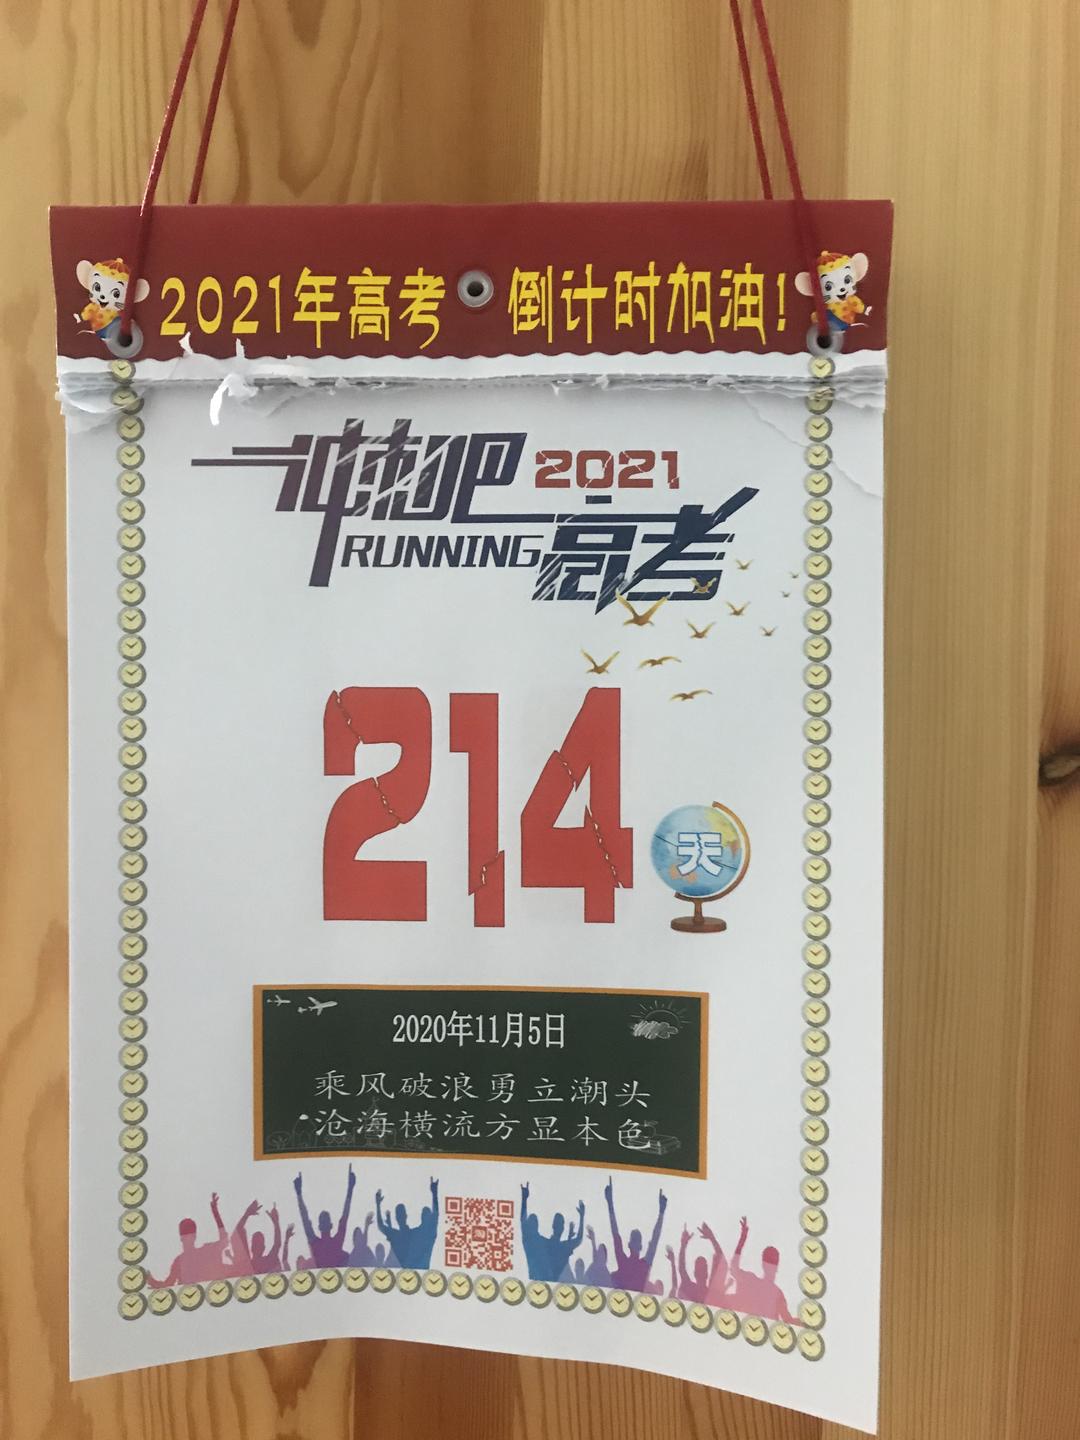 2021年高考 倒计时加油!
冲吧 2021
RUNNING 高考
214 天
2020年11月5日
乘风破浪勇立潮头
沧海横流方显本色